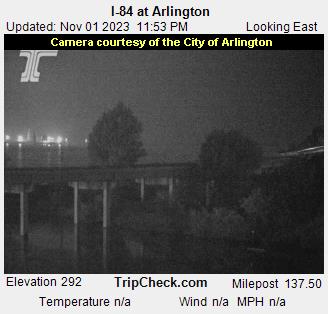 I-84 at Arlington
Updated: Nov 01 2023 11:53 PM Looking East
Camera courtesy of the City of Arlington
Elevation 292 TripCheck.com Milepost 137.50
Temperature n/a Wind n/a MPH n/a